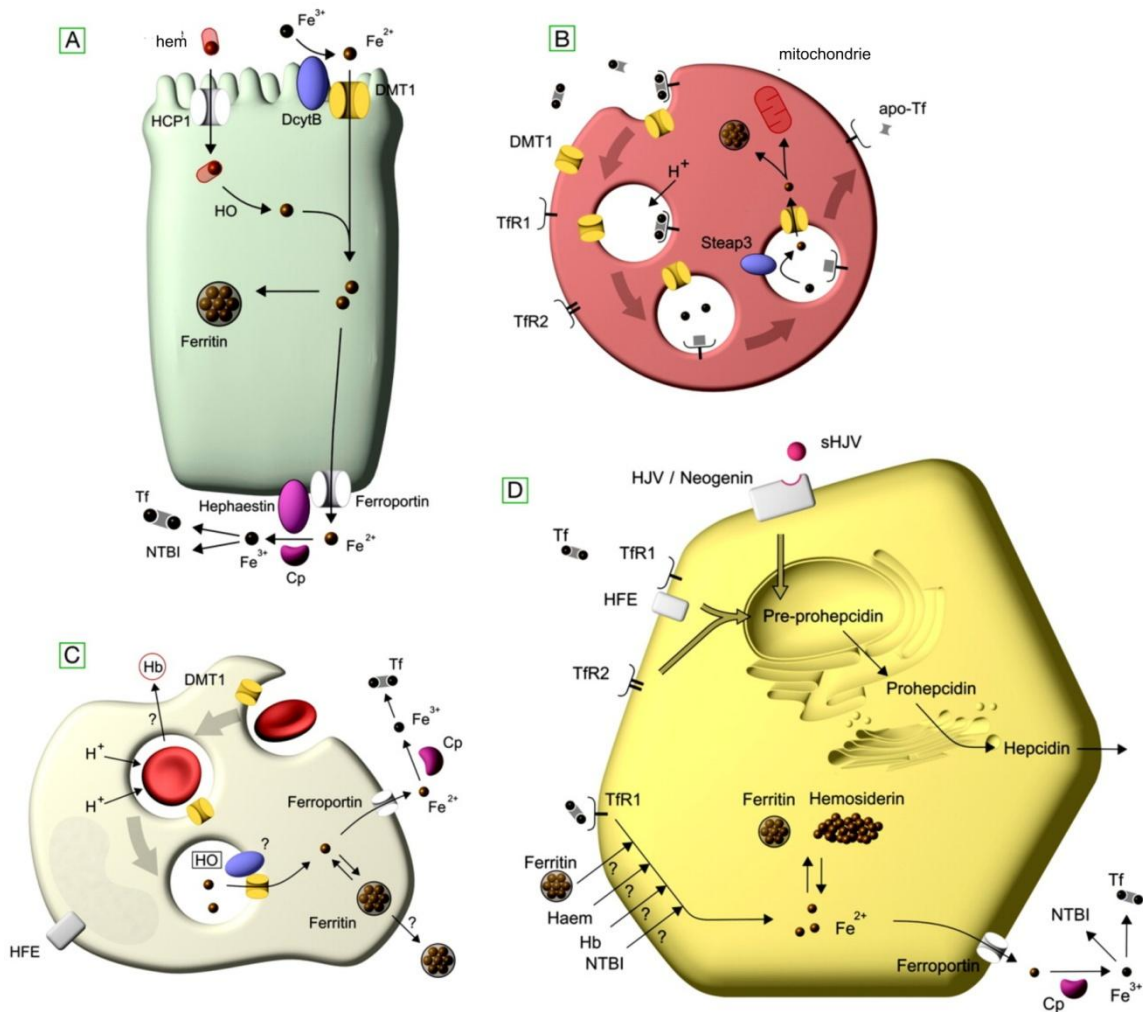 A
hem'
Fe3+
Fe2+
HCP1
DcytB
DMT1
HO
Ferritin
Hephaestin
Ferroportin
Tf
NTBI
Fe3+
Fe2+
Cp
B
mitochondrie
apo-Tf
DMT1
H+
TfR1
Steap3
TfR2
C
Hb
DMT1
?
H+
H+
Tf
Fe3+
Cp
Ferroportin
Fe2+
HO
?
Ferritin
?
HFE
D
sHJV
HJV / Neogenin
Tf
TfR1
HFE
Pre-prohepcidin
TfR2
Prohepcidin
Hepcidin
TfR1
Ferritin
Hemosiderin
Ferritin
?
Haem
?
Hb
?
NTBI
?
Fe2+
Ferroportin
Tf
NTBI
Cp
Fe3+